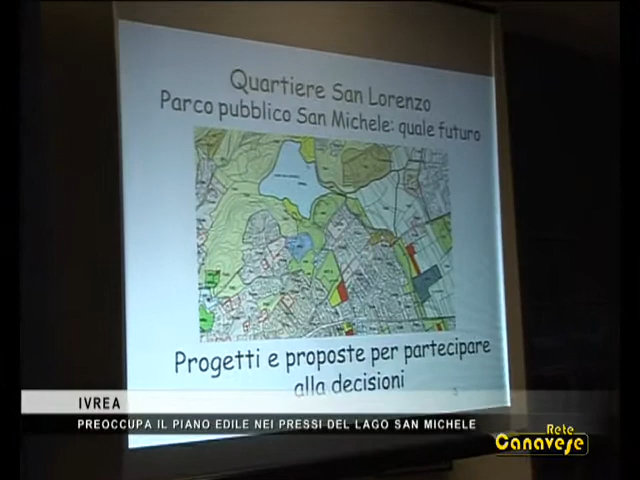 Quartiere San Lorenzo
Parco pubblico San Michele: quale futuro
Progetti e proposte per partecipare
alla decisioni
IVREA
PREOCCUPA IL PIANO EDILE NEI PRESSI DEL LAGO SAN MICHELE
Rete
Canavese